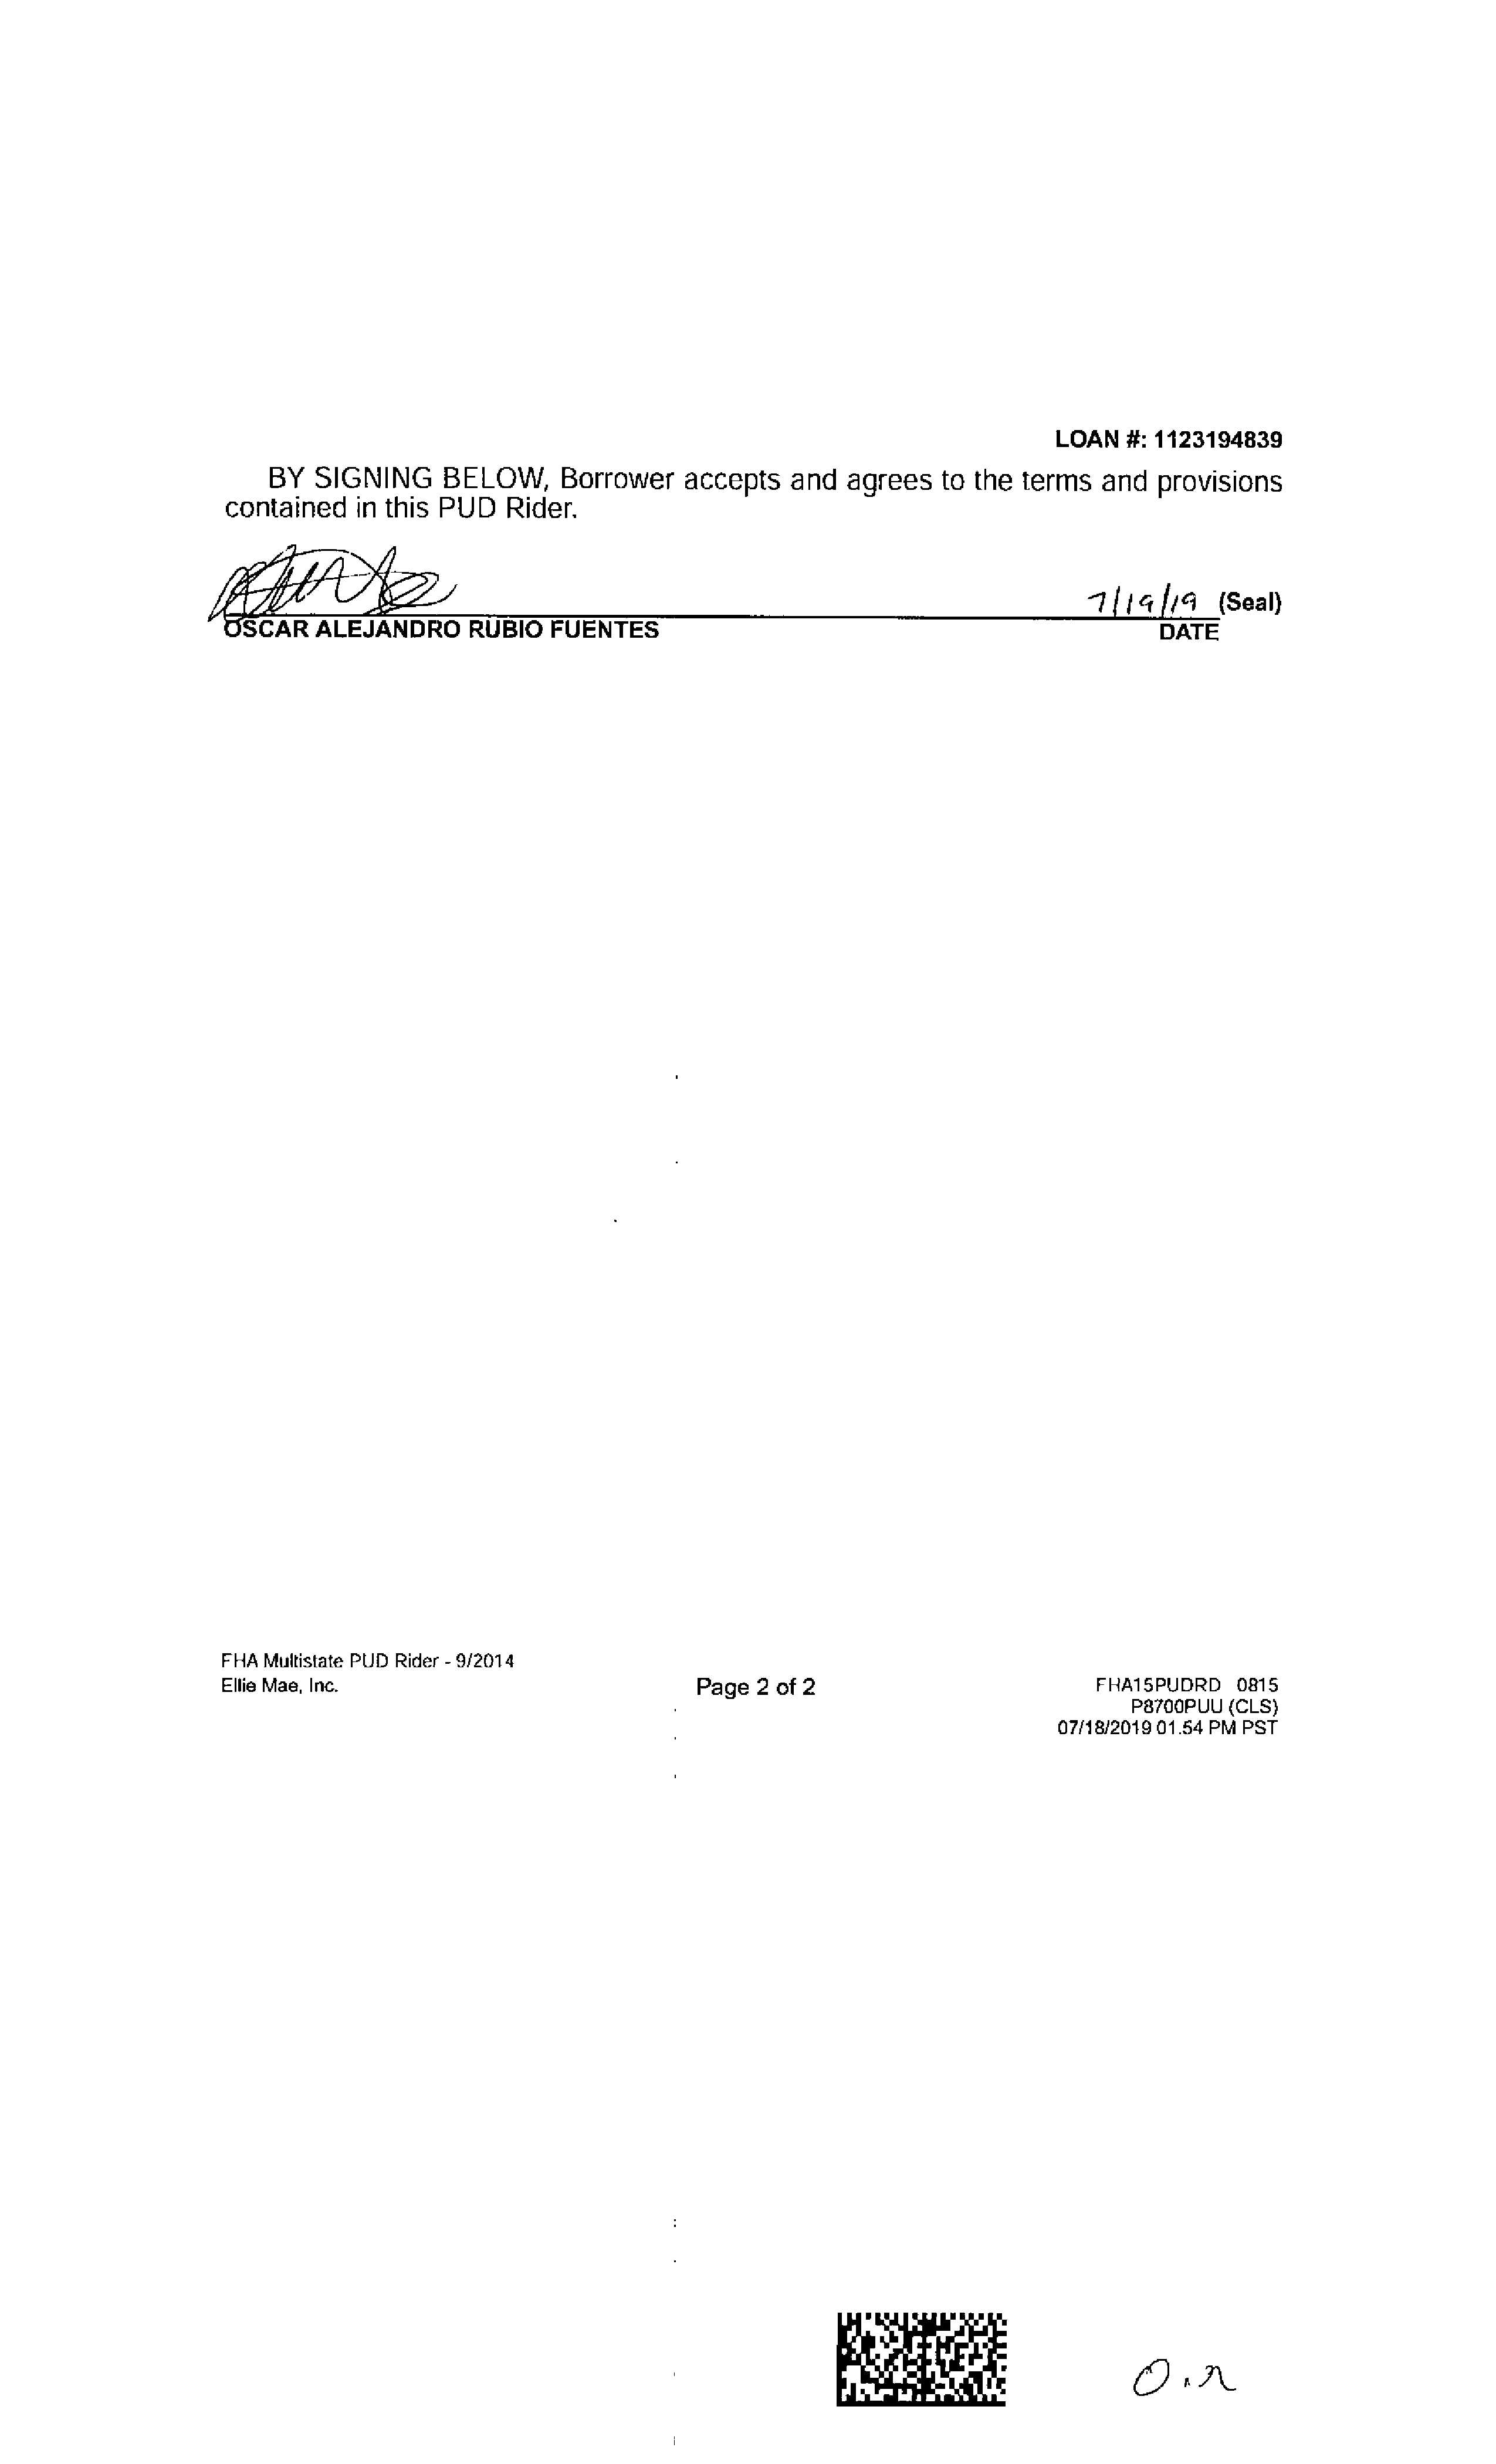 LOAN #: 1123194839
BY SIGNING BELOW, Borrower accepts and agrees to the terms and provisions
contained in this PUD Rider.
7/19/19 (Seal)
OSCAR ALEJANDRO RUBIO FUENTES DATE
FHA Multistate PUD Rider - 9/2014
Ellie Mae, Inc. Page 2 of 2 FHA15PUDRD 0815
P8700PUU (CLS)
07/18/2019 01.54 PM PST
O.R